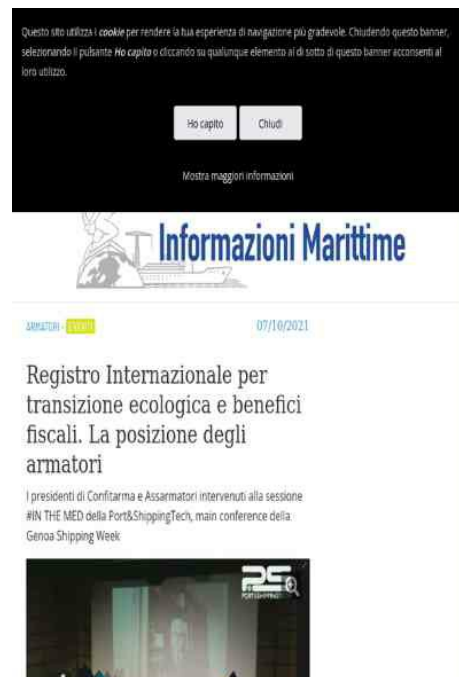 Questo sito utilizza i cookie per rendere la tua esperienza di navigazione più gradevole. Chiudendo questo banner,
selezionando il pulsante Ho capito o cliccando su qualunque elemento al di sotto di questo banner acconsenti al
loro utilizzo.
Ho capito Chiudi
Mostra maggiori informazioni
Informazioni Marittime
ARMATORI - EVENTI 07/10/2021
Registro Internazionale per
transizione ecologica e benefici
fiscali. La posizione degli
armatori
I presidenti di Confitarma e Assarmatori intervenuti alla sessione
#IN THE MED della Port&ShippingTech, main conference della
Genoa Shipping Week